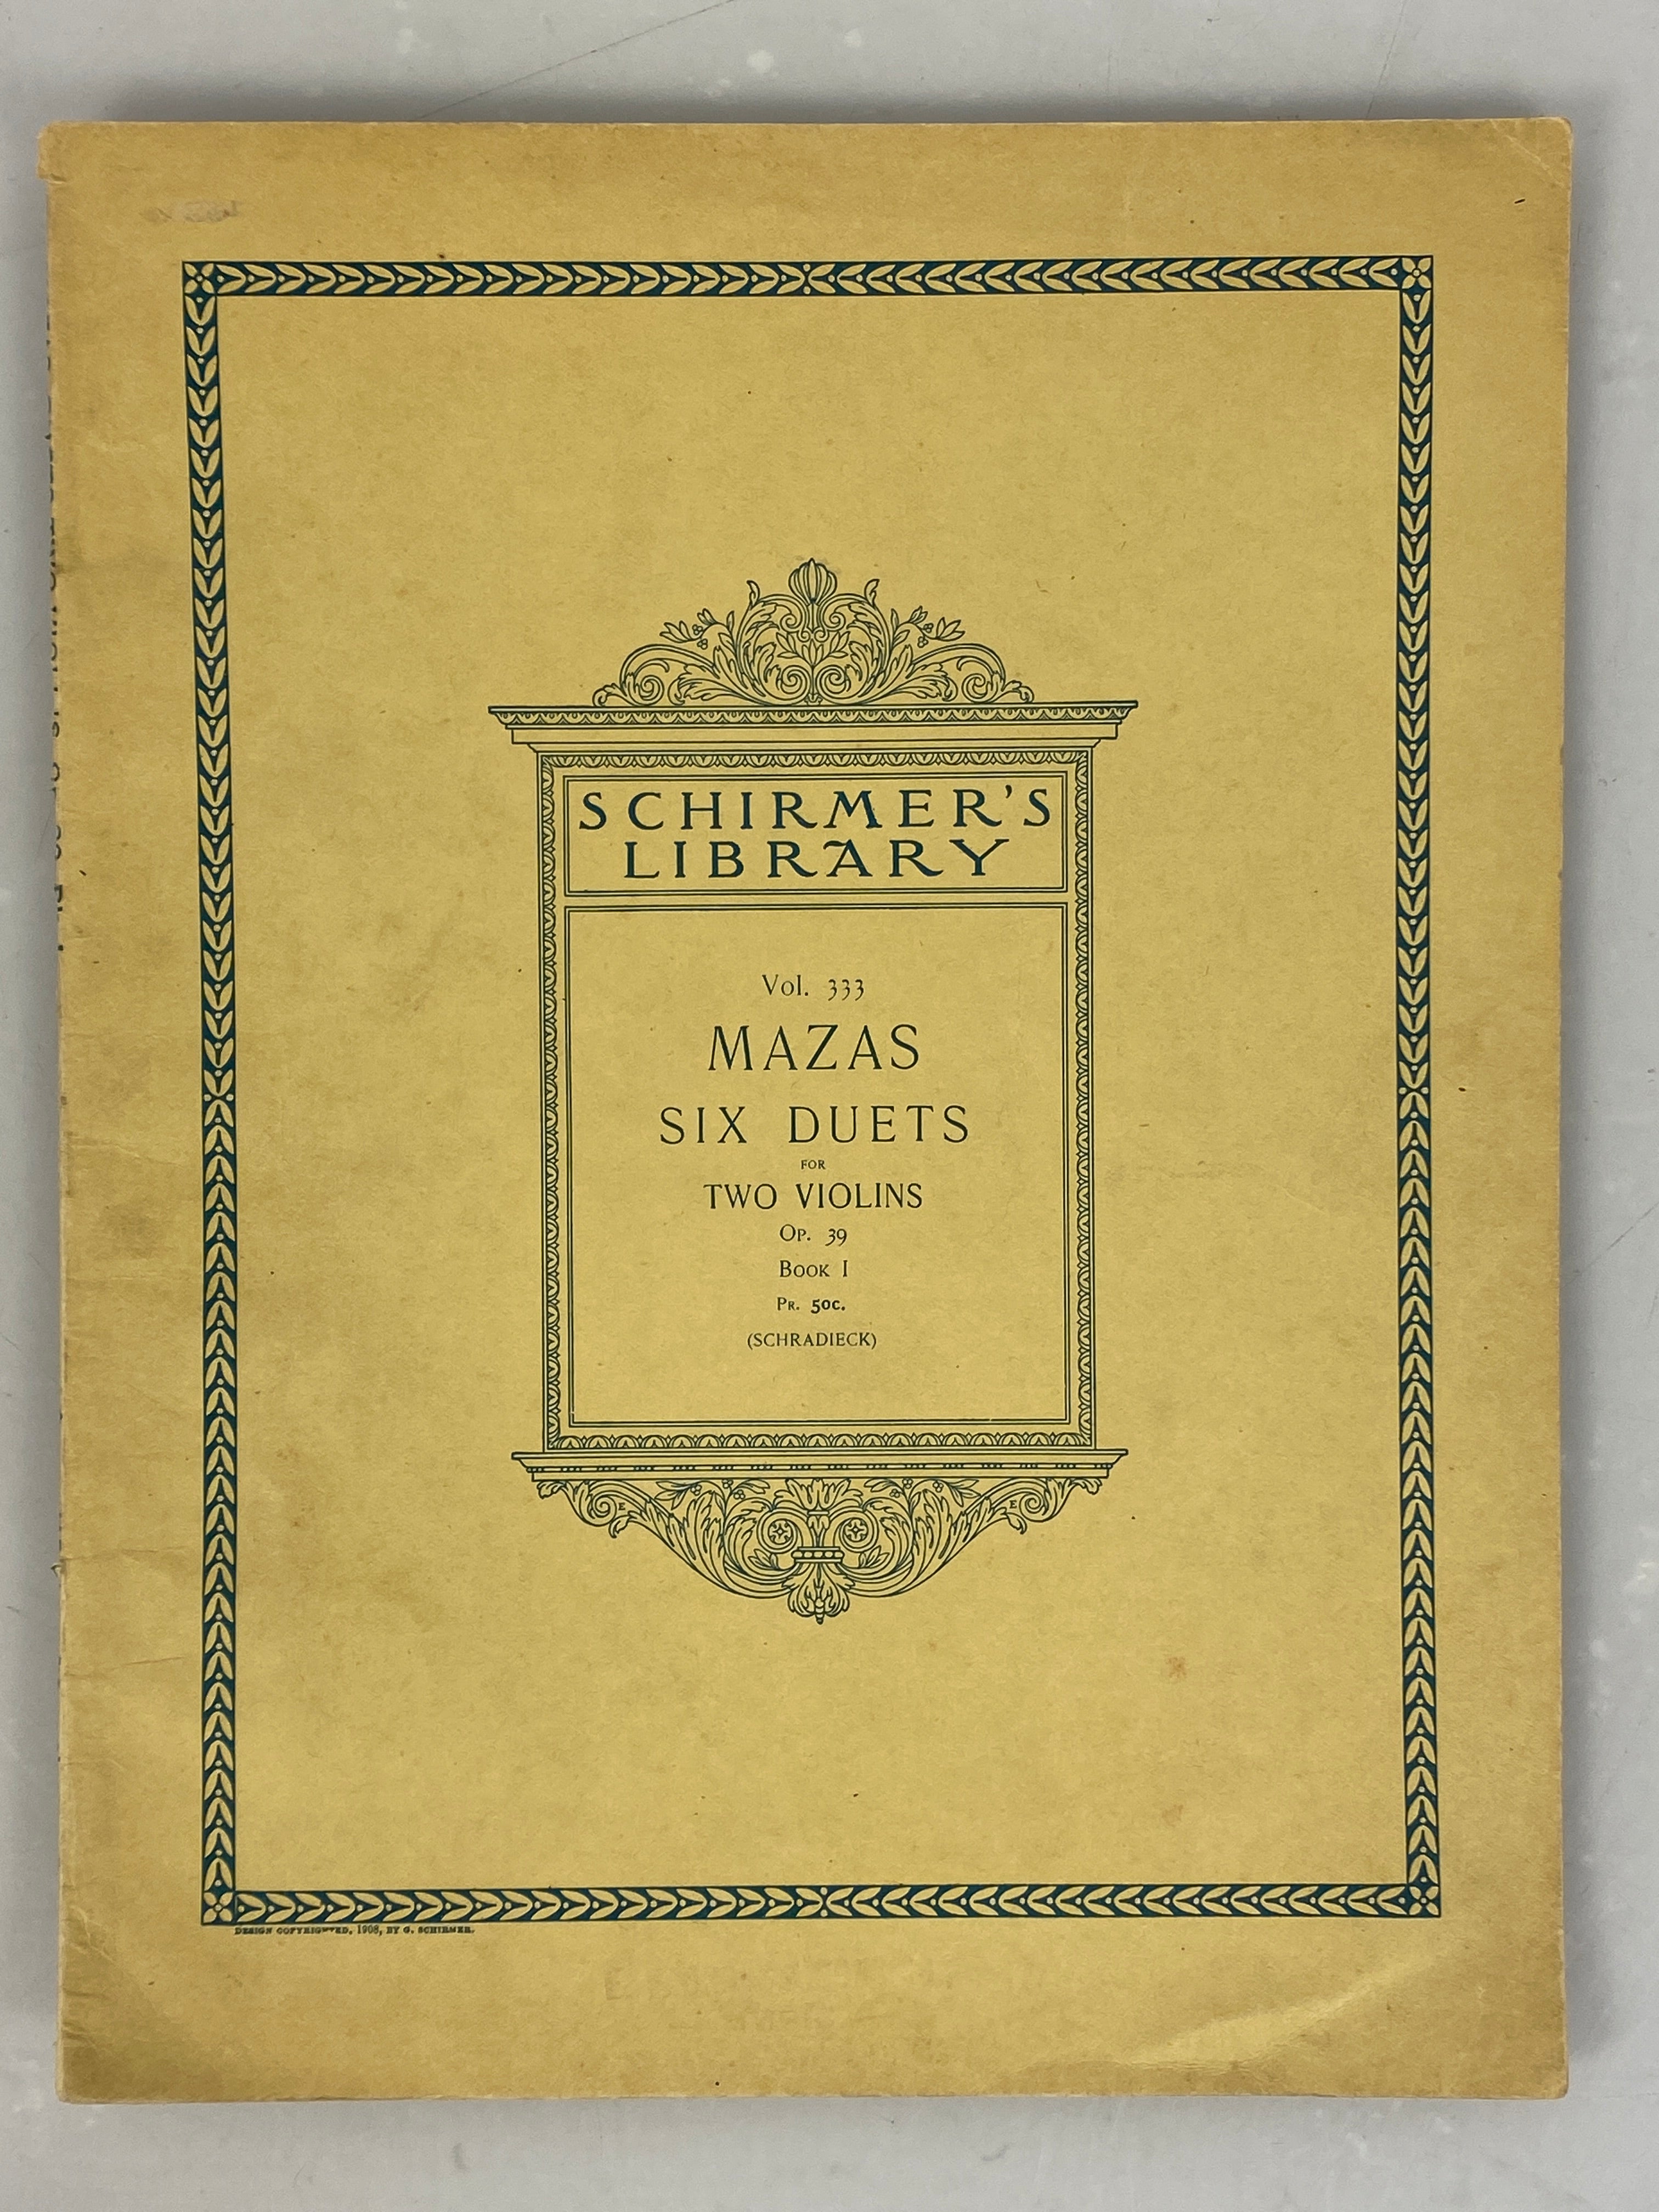 SCHIRMER'S
LIBRARY
Vol. 333
MAZAS
SIX DUETS
FOR
TWO VIOLINS
OP. 39
BOOK I
PR. 50c.
(SCHRADIECK)
DESIGN COPYRIGHTED, 1908, BY G. SCHIRMER.